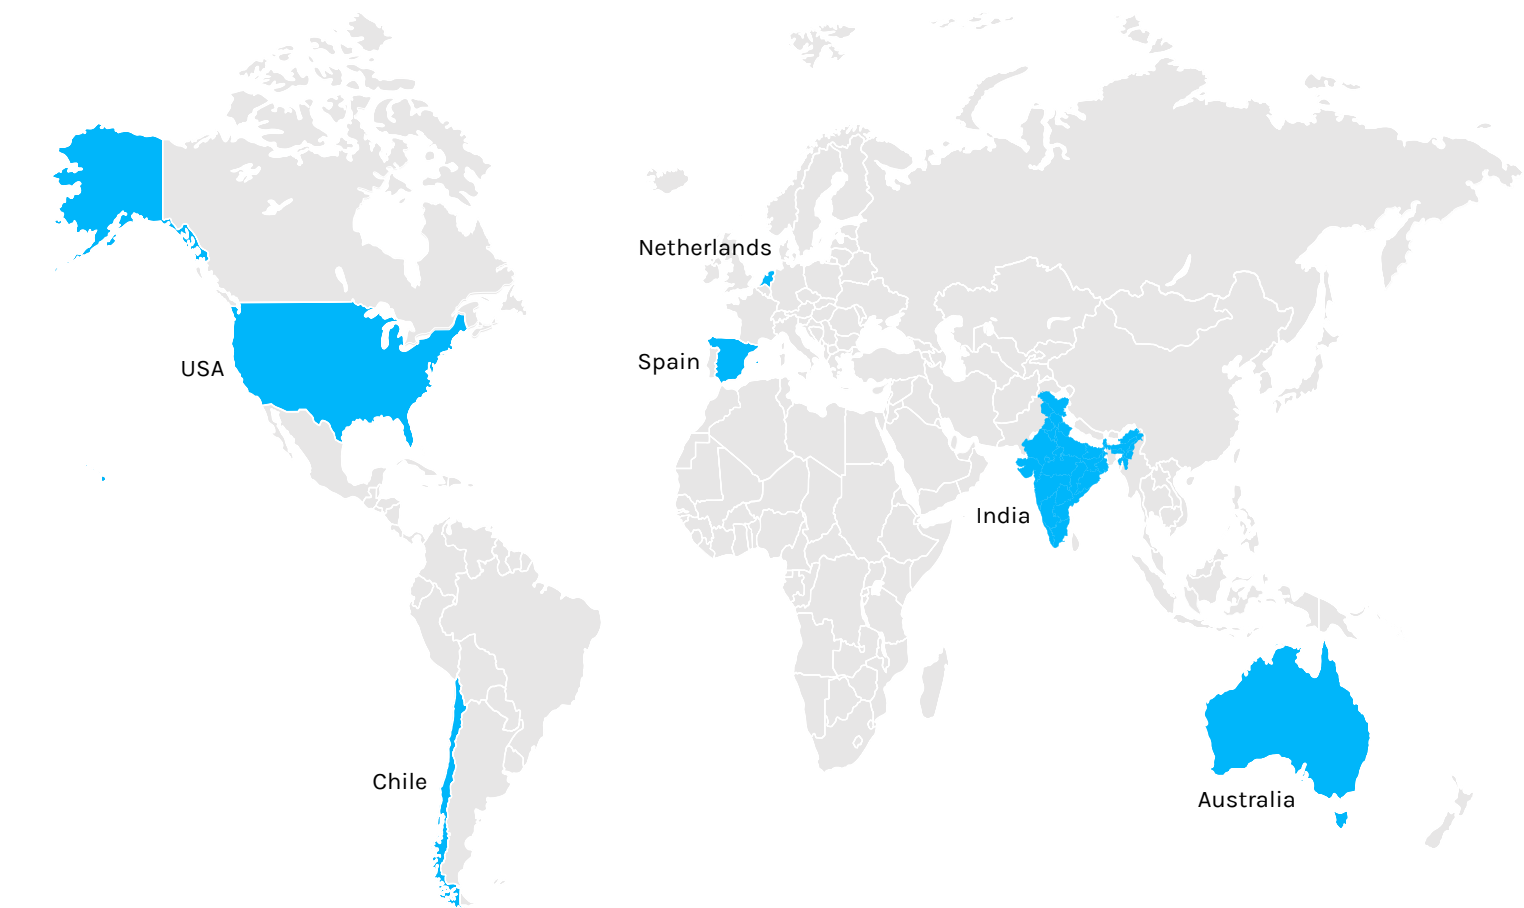 Netherlands
Spain
USA
India
Chile
Australia